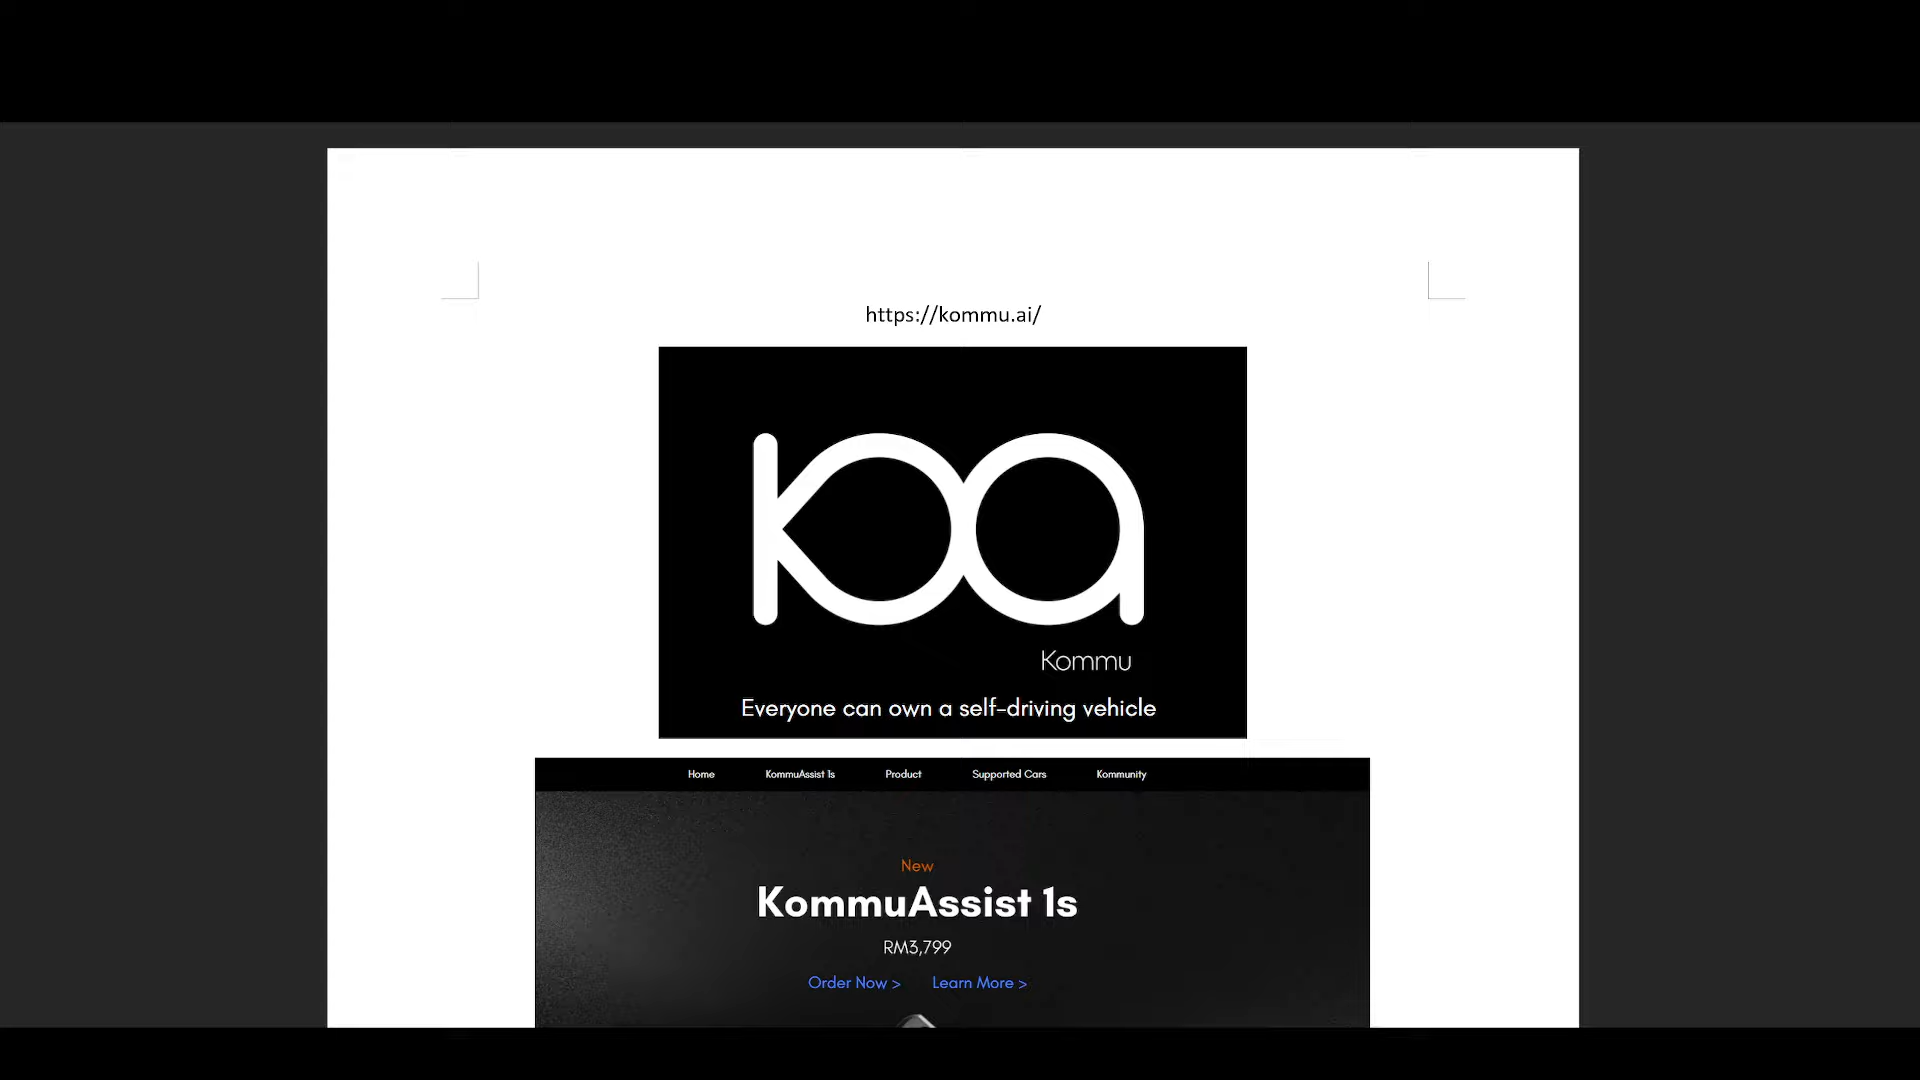 https://kommu.ai/
ka
Kommu
Everyone can own a self-driving vehicle
Home KommuAssist 1s Product Supported Cars Kommunity
New
KommuAssist 1s
RM3,799
Order Now > Learn More >